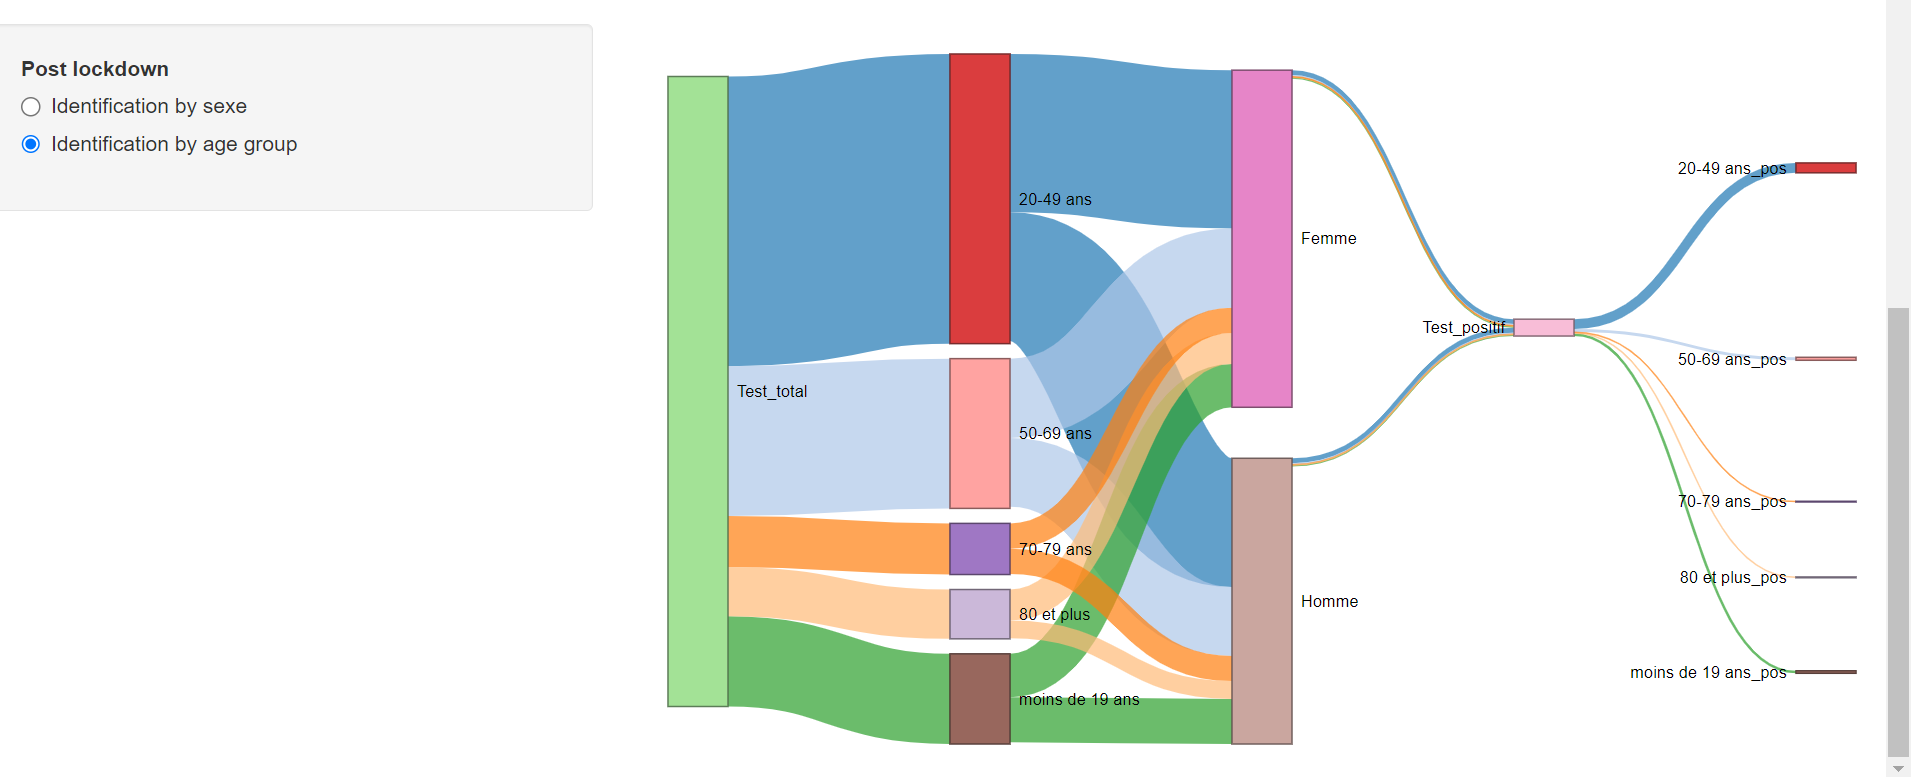 Post lockdown
Identification by sexe
Identification by age group
Test_total
20-49 ans
50-69 ans
70-79 ans
80 et plus
moins de 19 ans
Femme
Homme
Test_positif
20-49 ans_pos
50-69 ans_pos
70-79 ans_pos
80 et plus_pos
moins de 19 ans_pos